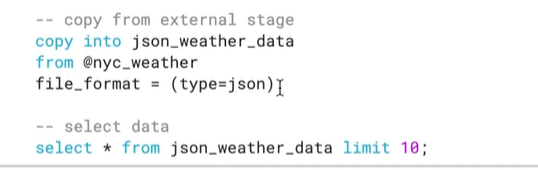 -- copy from external stage
copy into json_weather_data
from @nyc_weather
file_format = (type=json)
-- select data
select * from json_weather_data limit 10;